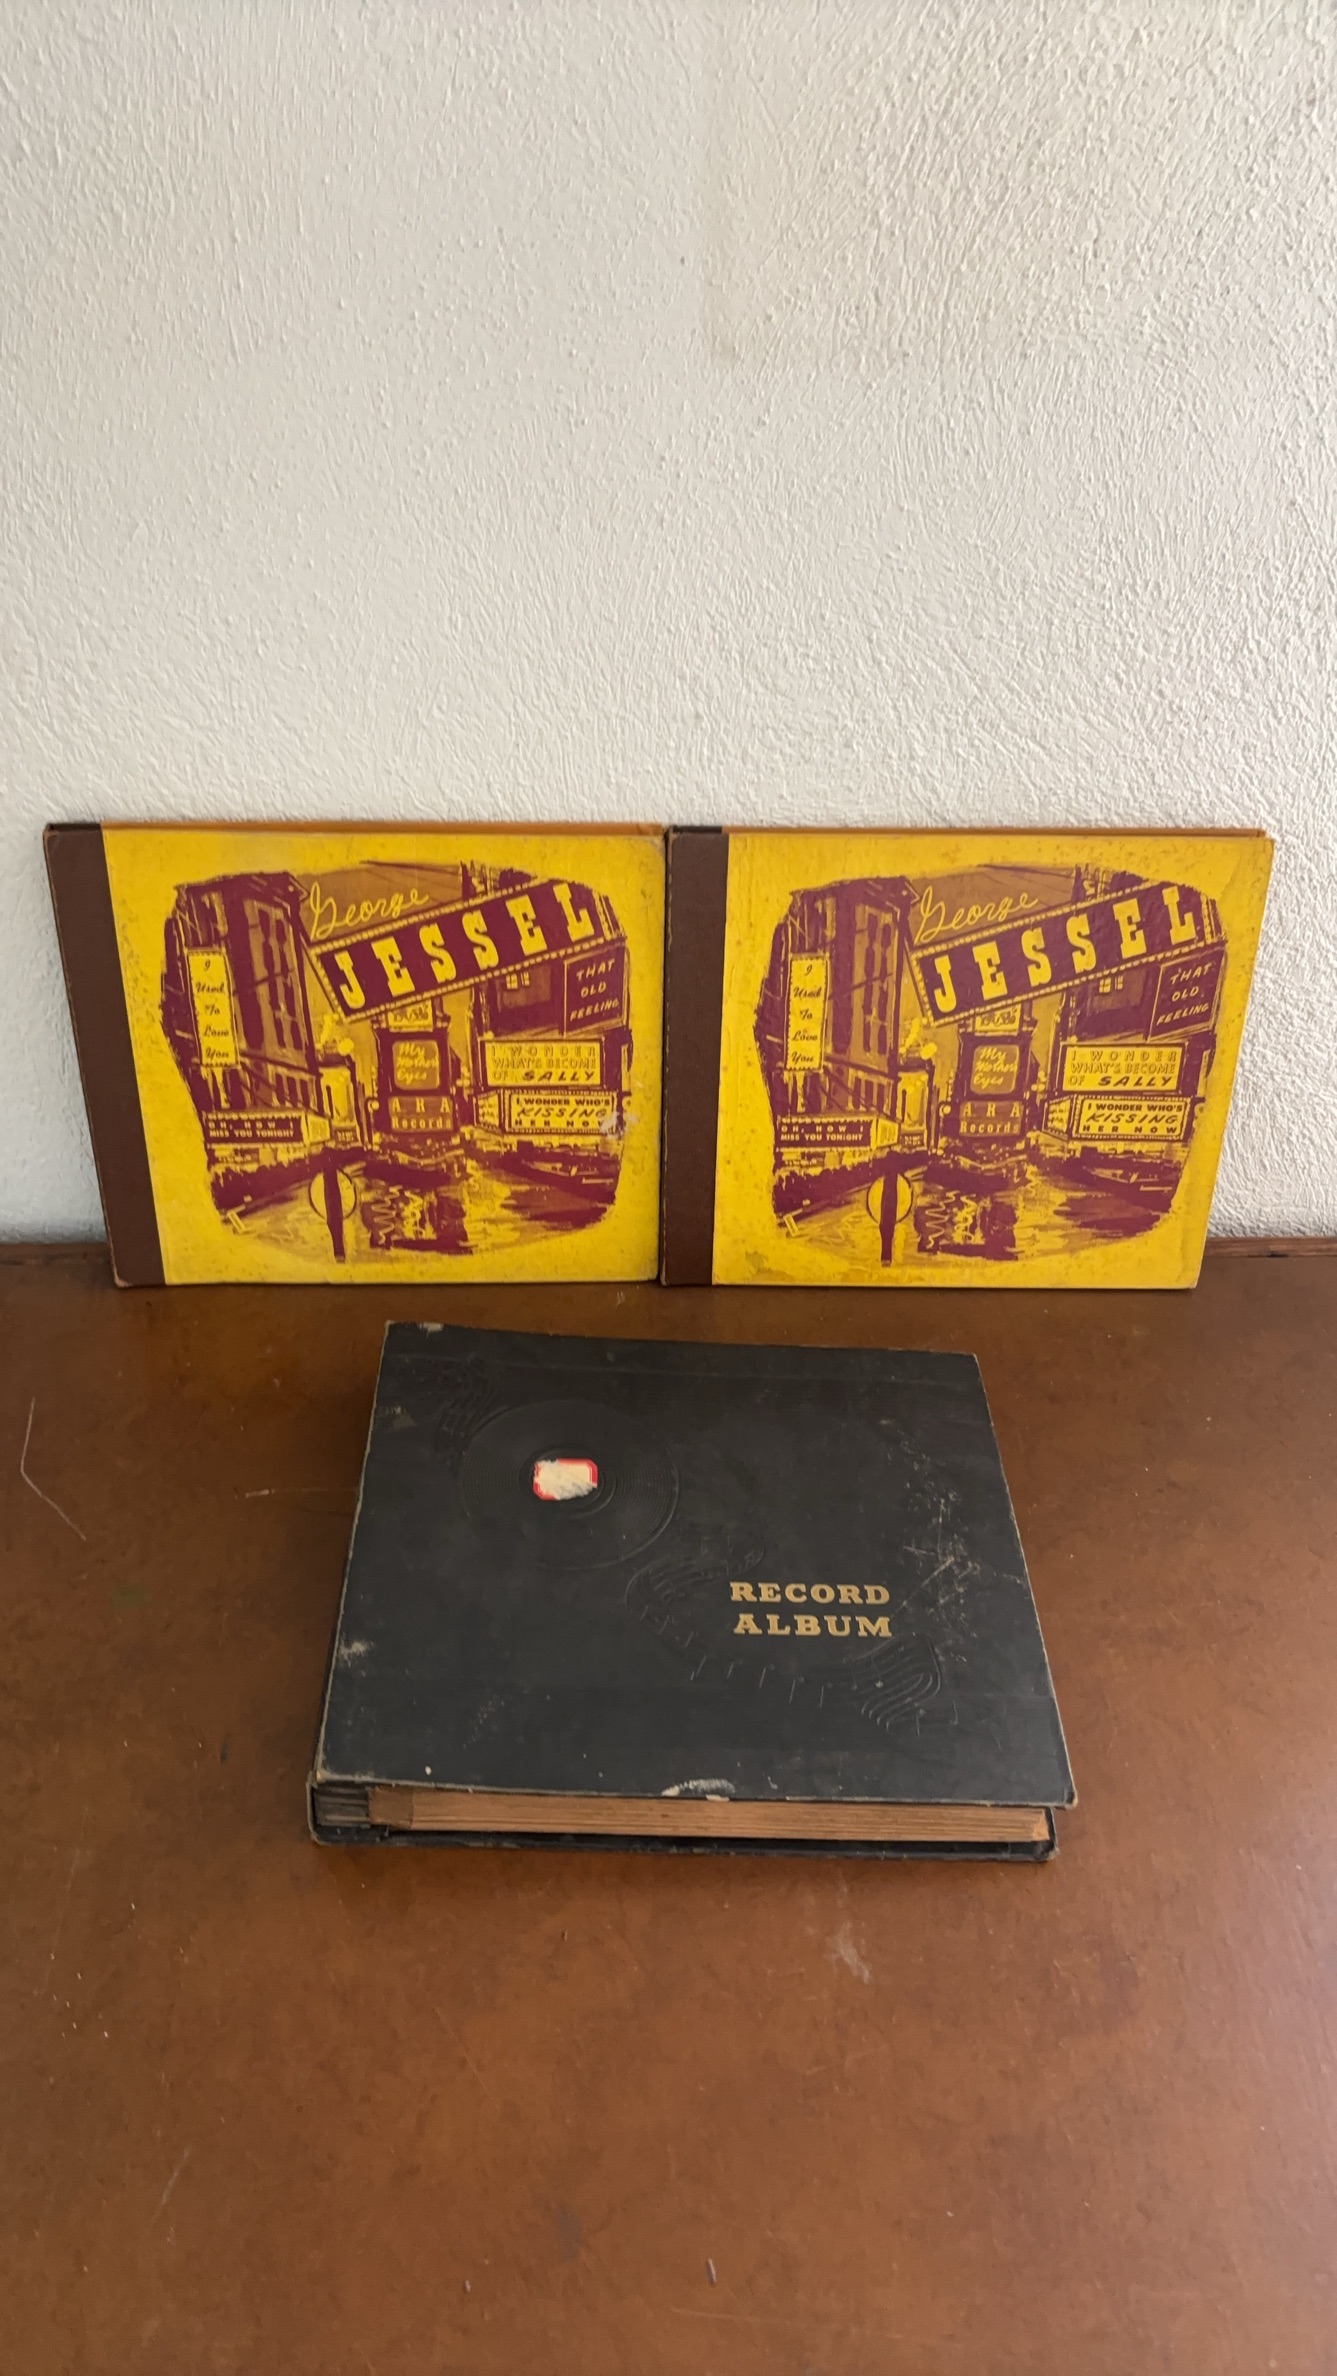 George
JESSEL
I
Used
To
Love
You
THAT
OLD
FEELING
My
Mother's
Eyes
I WONDER
WHAT'S BECOME
OF SALLY
ARA
Records
I WONDER WHO'S
KISSING
HER NOW
OH, HOW I
MISS YOU TONIGHT
George
JESSEL
I
Used
To
Love
You
THAT
OLD
FEELING
My
Mother's
Eyes
I WONDER
WHAT'S BECOME
OF SALLY
ARA
Records
I WONDER WHO'S
KISSING
HER NOW
OH, HOW I
MISS YOU TONIGHT
RECORD
ALBUM